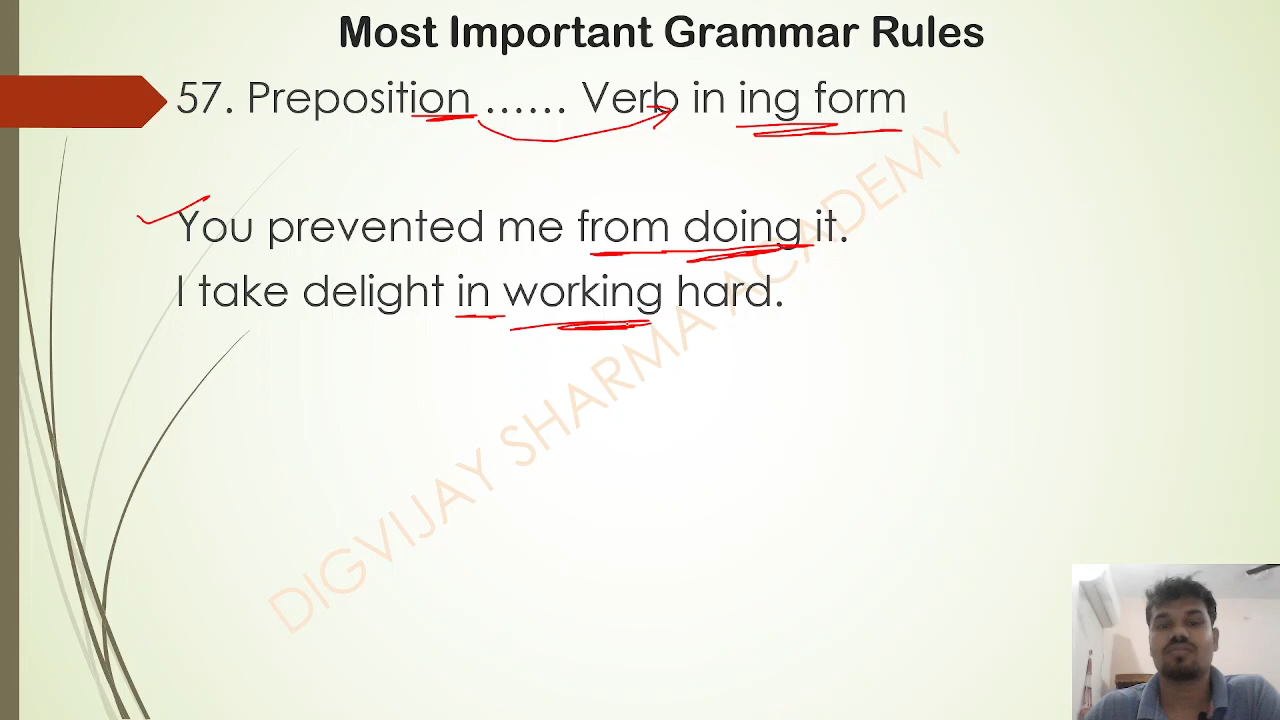 Most Important Grammar Rules
57. Preposition ...... Verb in ing form
You prevented me from doing it.
I take delight in working hard.
DIGVIJAY SHARMA ACADEMY